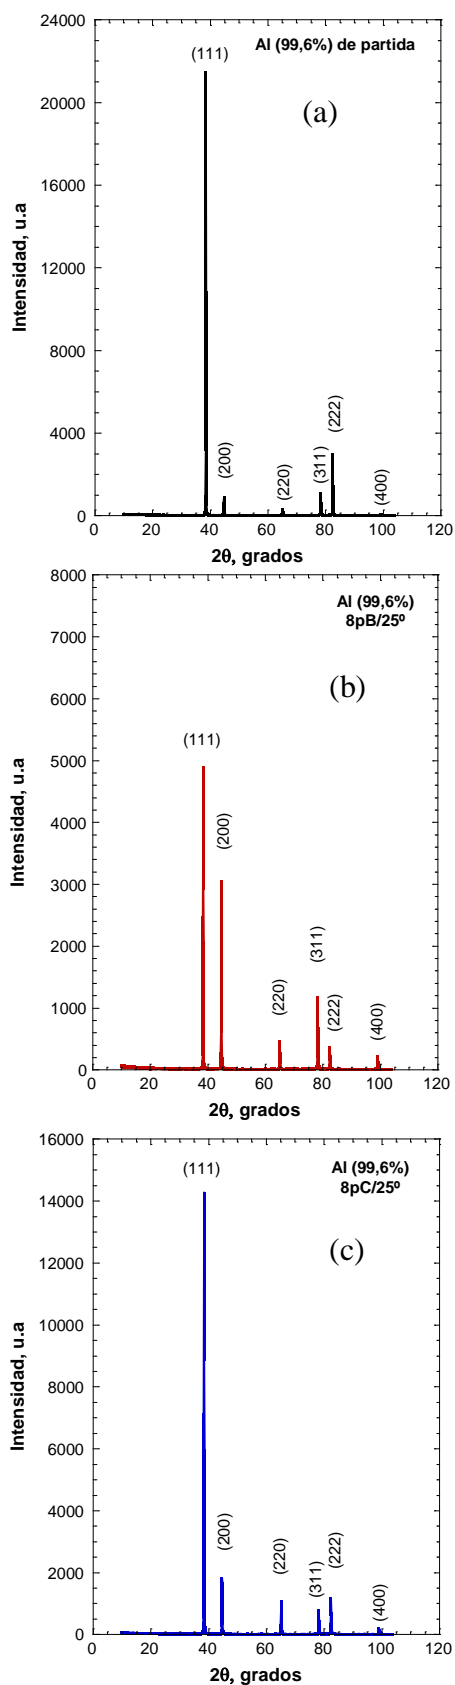 24000
20000
16000
12000
8000
4000
0
Intensidad, u.a
Al (99,6%) de partida
(a)
(111)
(200)
(220)
(311)
(222)
(400)
0 20 40 60 80 100 120
2θ, grados
8000
7000
6000
5000
4000
3000
2000
1000
0
Intensidad, u.a
Al (99,6%)
8pB/25º
(b)
(111)
(200)
(220)
(311)
(222)
(400)
0 20 40 60 80 100 120
2θ, grados
16000
14000
12000
10000
8000
6000
4000
2000
0
Intensidad, u.a
Al (99,6%)
8pC/25º
(c)
(111)
(200)
(220)
(311)
(222)
(400)
0 20 40 60 80 100 120
2θ, grados